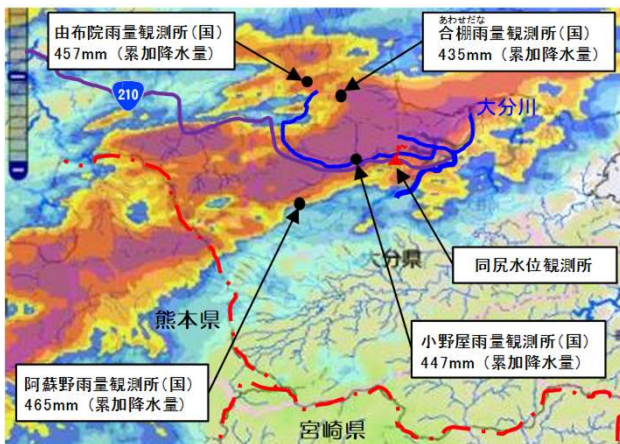 由布院雨量観測所（国）
457mm（累加降水量）
あわせだな
合棚雨量観測所（国）
435mm（累加降水量）
210
大分川
大分県
同尻水位観測所
熊本県
小野屋雨量観測所（国）
447mm（累加降水量）
阿蘇野雨量観測所（国）
465mm（累加降水量）
宮崎県